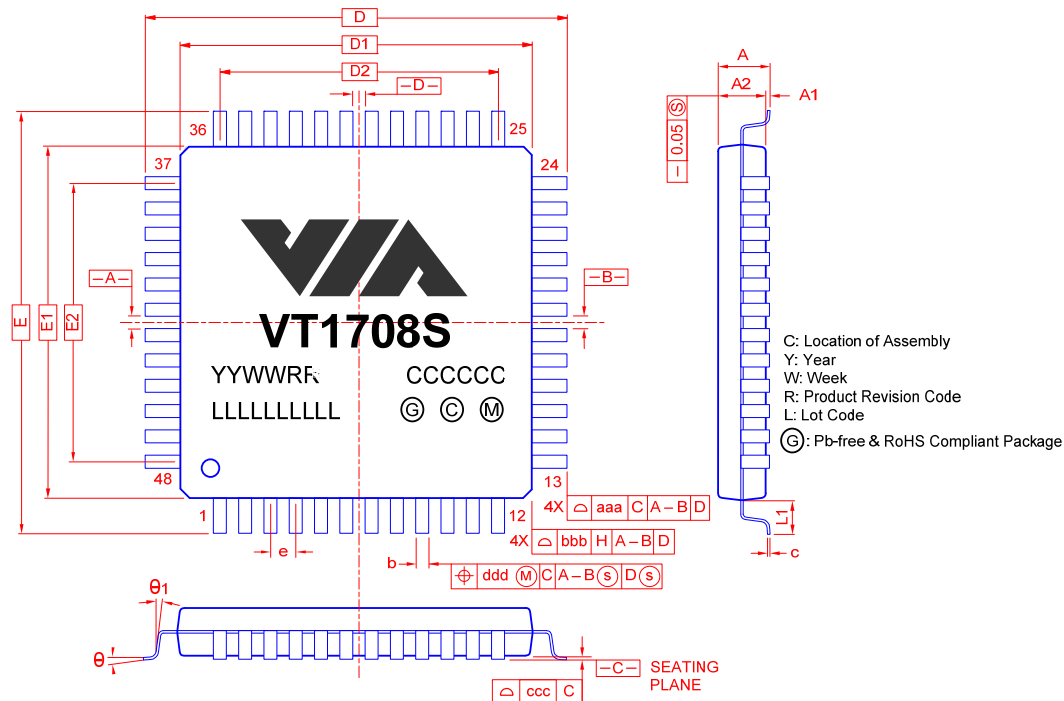 D
D1
D2
–D–
36
25
37
24
–A–
–B–
E
E1
E2
VIA
VT1708S
YYWWRR
CCCCCC
LLLLLLLLLL
G C M
48
13
1
12
4X ⌓ aaa C A–B D
4X ⌓ bbb H A–B D
e
b
⌖ ddd Ⓜ C A–B Ⓢ D Ⓢ
A
A2
A1
– 0.05 Ⓢ
L1
c
C: Location of Assembly
Y: Year
W: Week
R: Product Revision Code
L: Lot Code
Ⓖ: Pb-free & RoHS Compliant Package
θ1
θ
–C–
SEATING
PLANE
⌓ ccc C